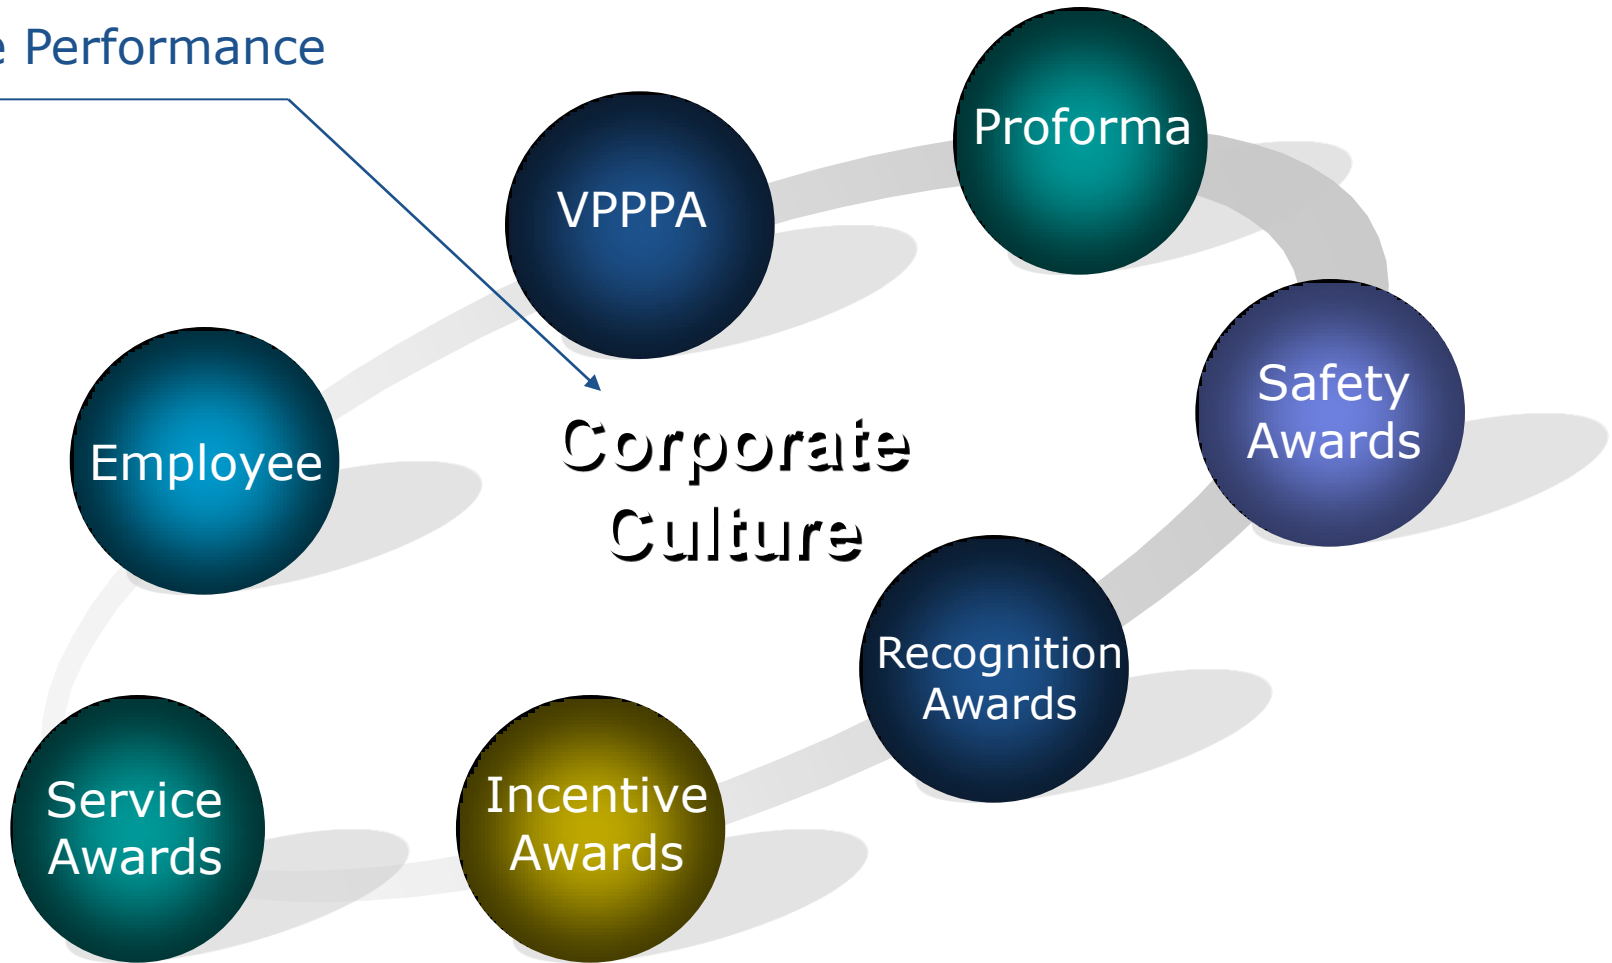 e Performance
Proforma
VPPPA
Safety
Awards
Employee
Corporate
Culture
Recognition
Awards
Service
Awards
Incentive
Awards